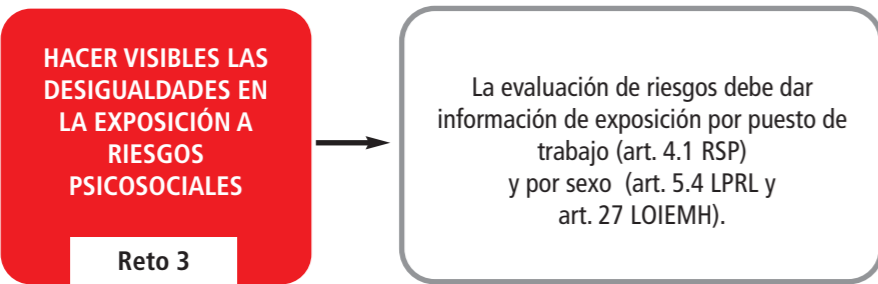 HACER VISIBLES LAS
DESIGUALDADES EN
LA EXPOSICIÓN A
RIESGOS
PSICOSOCIALES
Reto 3
La evaluación de riesgos debe dar
información de exposición por puesto de
trabajo (art. 4.1 RSP)
y por sexo (art. 5.4 LPRL y
art. 27 LOIEMH).